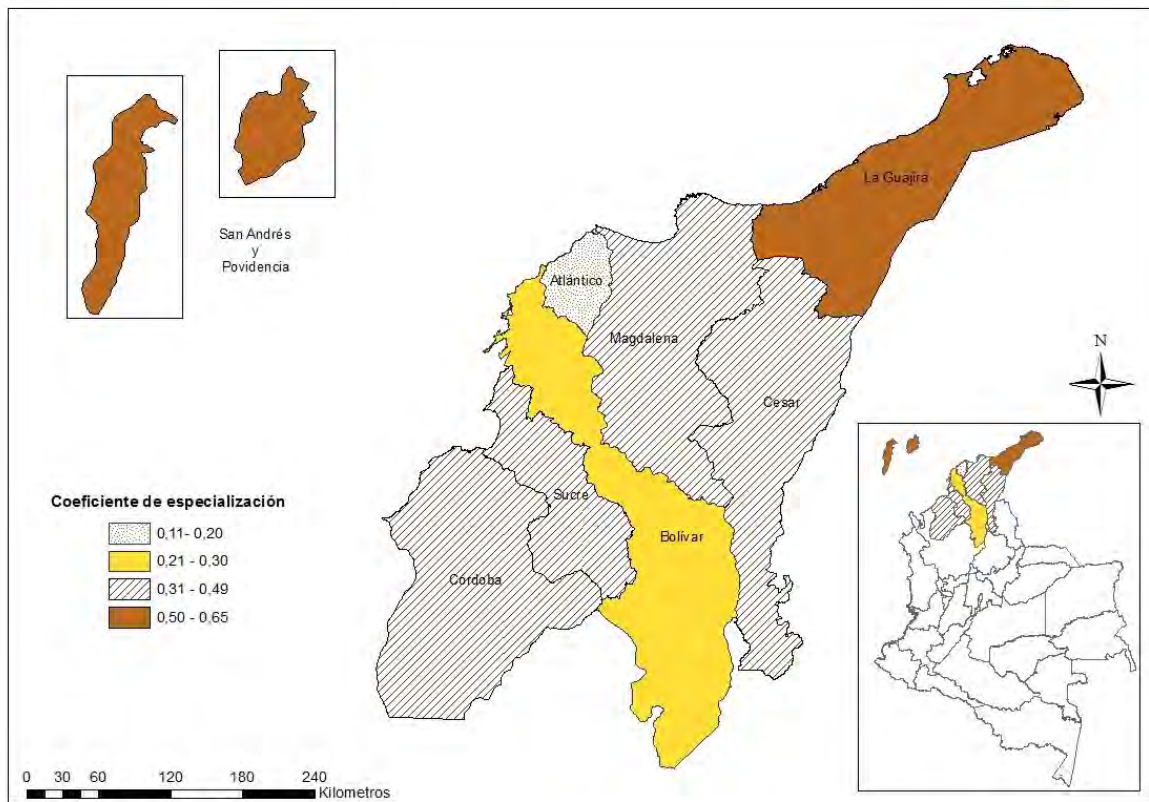 San Andrés
y
Povidencia
La Guajira
Atlántico
Magdalena
Cesar
N
Sucre
Bolívar
Córdoba
Coeficiente de especialización
0,11- 0,20
0,21 - 0,30
0,31 - 0,49
0,50 - 0,65
0 30 60 120 180 240
Kilometros